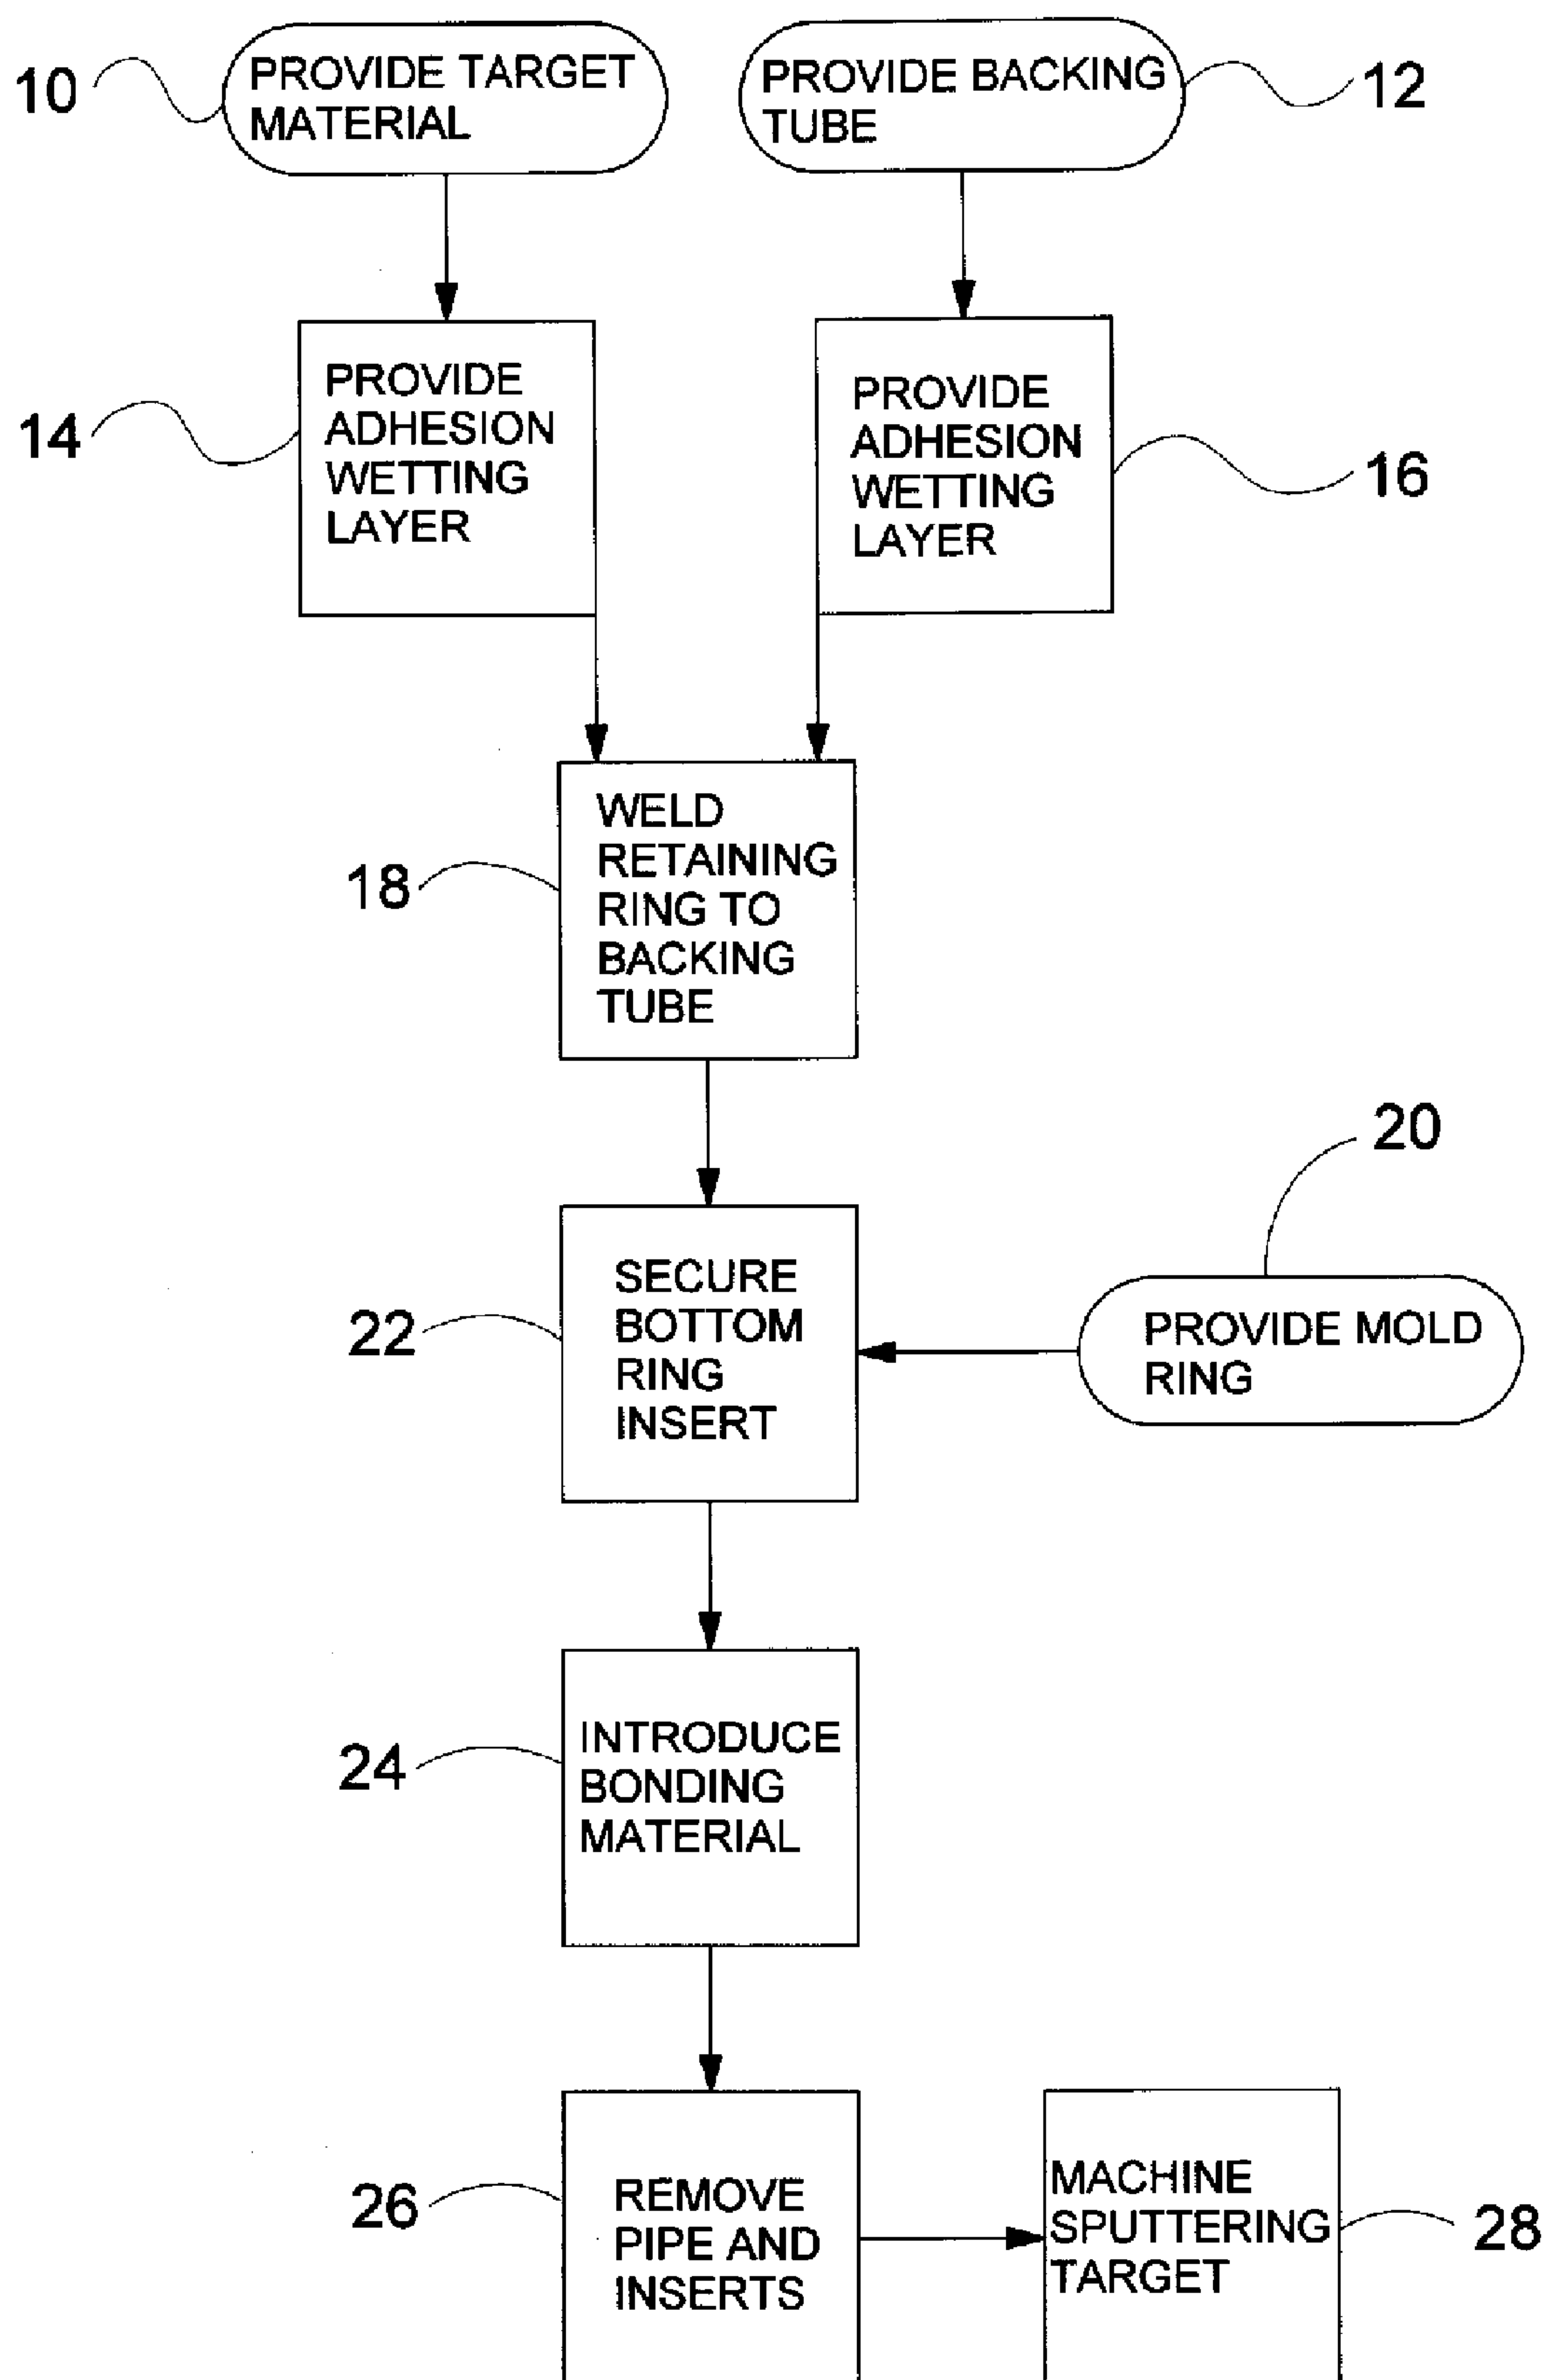 10
PROVIDE TARGET
MATERIAL
PROVIDE BACKING
TUBE
12
14
PROVIDE
ADHESION
WETTING
LAYER
PROVIDE
ADHESION
WETTING
LAYER
16
18
WELD
RETAINING
RING TO
BACKING
TUBE
20
22
SECURE
BOTTOM
RING
INSERT
PROVIDE MOLD
RING
24
INTRODUCE
BONDING
MATERIAL
26
REMOVE
PIPE AND
INSERTS
MACHINE
SPUTTERING
TARGET
28